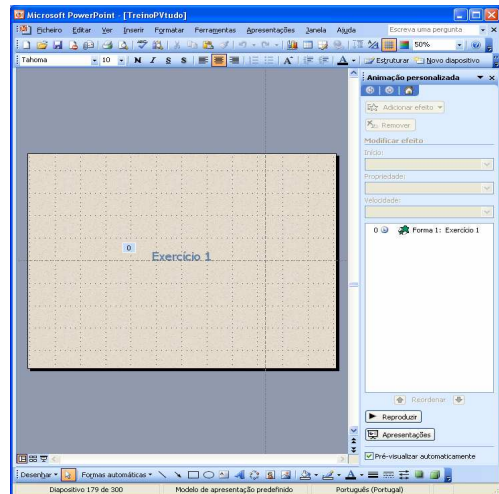 Microsoft PowerPoint - [TreinoPVtudo]
Ficheiro Editar Ver Inserir Formatar Ferramentas Apresentações Janela Ajuda Escreva uma pergunta
50%
Tahoma 10 N I S S Estruturar Novo dispositivo
Animação personalizada
Adicionar efeito
Remover
Modificar efeito
Início:
Propriedade:
Velocidade:
0 Forma 1: Exercício 1
0
Exercício 1
Reordenar
Reproduzir
Apresentações
Pré-visualizar automaticamente
Desenhar Formas automáticas
Diapositivo 179 de 300 Modelo de apresentação predefinido Português (Portugal)